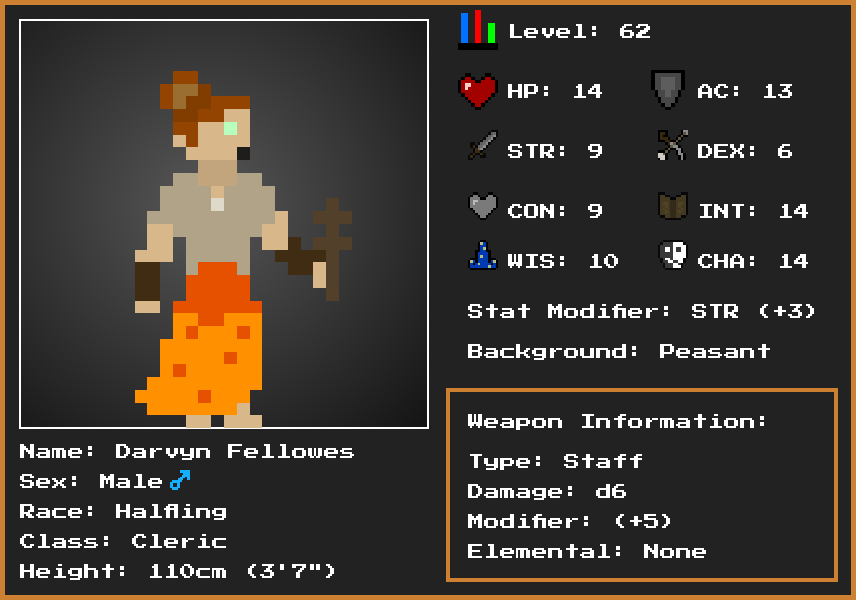 Level: 62
HP: 14
AC: 13
STR: 9
DEX: 6
CON: 9
INT: 14
WIS: 10
CHA: 14
Stat Modifier: STR (+3)
Background: Peasant
Weapon Information:
Type: Staff
Damage: d6
Modifier: (+5)
Elemental: None
Name: Darvyn Fellowes
Sex: Male♂
Race: Halfling
Class: Cleric
Height: 110cm (3'7")